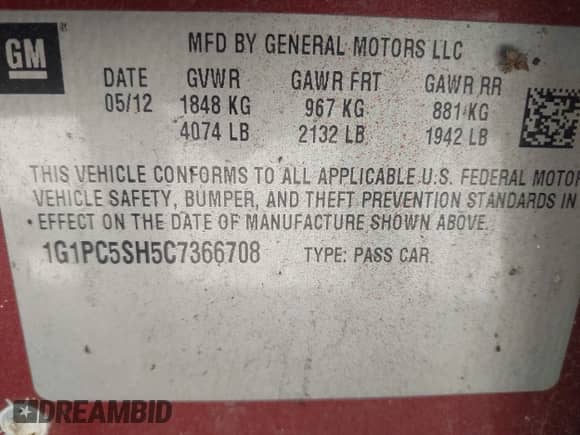 GM ®
MFD BY GENERAL MOTORS LLC
DATE GVWR GAWR FRT GAWR RR
05/12 1848 KG 967 KG 881 KG
4074 LB 2132 LB 1942 LB
THIS VEHICLE CONFORMS TO ALL APPLICABLE U.S. FEDERAL MOTOR
VEHICLE SAFETY, BUMPER, AND THEFT PREVENTION STANDARDS IN
• EFFECT ON THE DATE OF MANUFACTURE SHOWN ABOVE.
1G1PC5SH5C7366708 TYPE: PASS CAR
DREAMBID